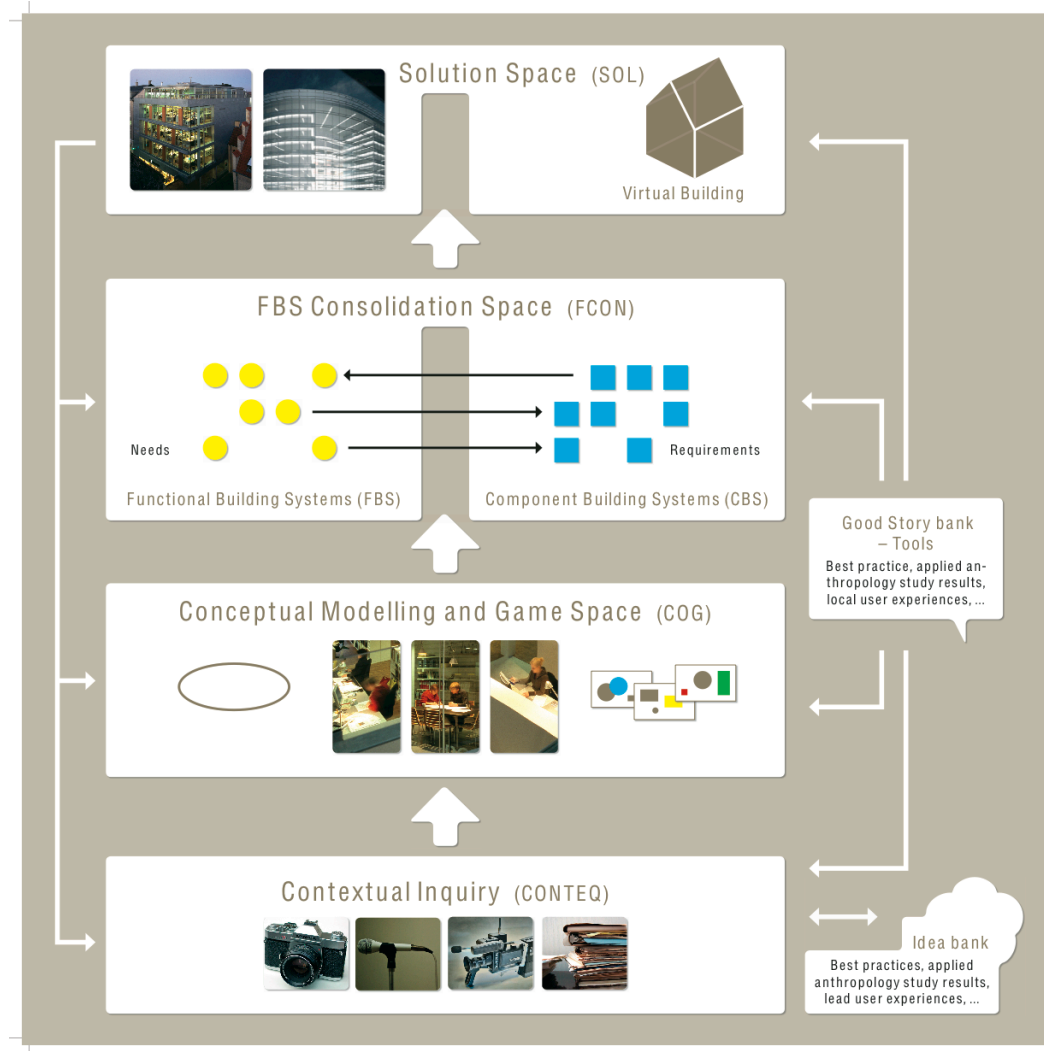 Solution Space (SOL)
Virtual Building
FBS Consolidation Space (FCON)
Needs
Requirements
Functional Building Systems (FBS)
Component Building Systems (CBS)
Good Story bank
– Tools
Best practice, applied an-
thropology study results,
local user experiences, ...
Conceptual Modelling and Game Space (COG)
Contextual Inquiry (CONTEQ)
Idea bank
Best practices, applied
anthropology study results,
lead user experiences, ...